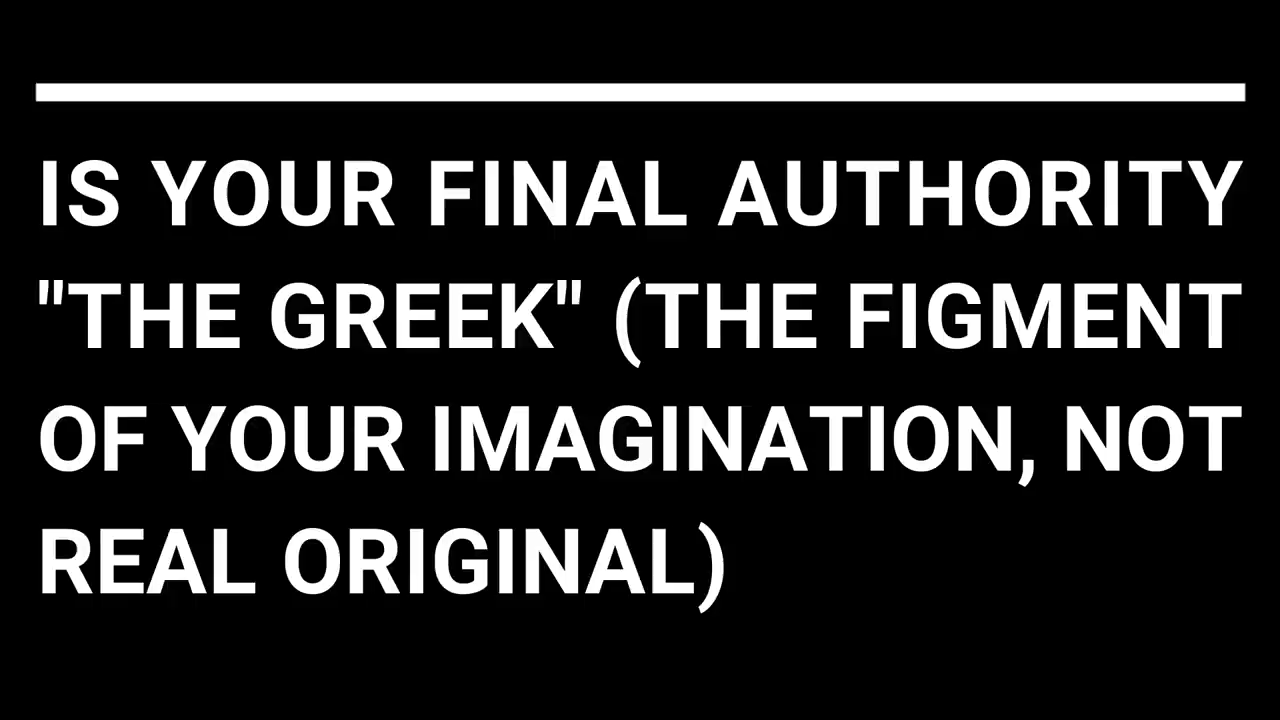 IS YOUR FINAL AUTHORITY
"THE GREEK" (THE FIGMENT
OF YOUR IMAGINATION, NOT
REAL ORIGINAL)